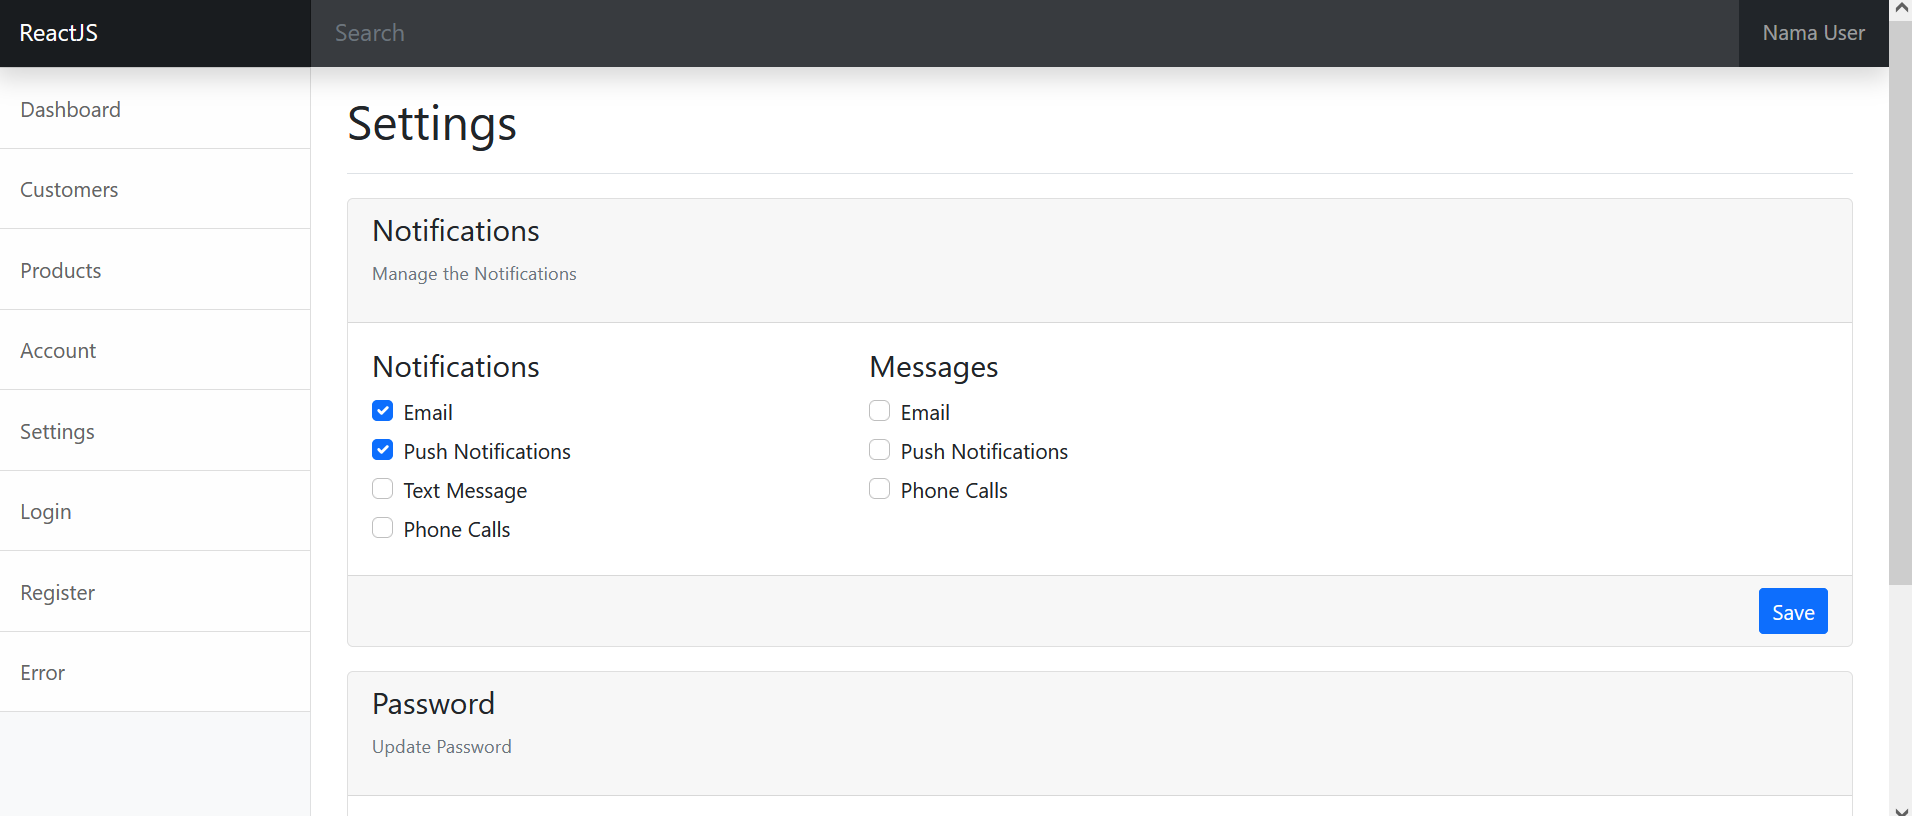 ReactJS
Search
Nama User
Dashboard
Customers
Products
Account
Settings
Login
Register
Error
Settings
Notifications
Manage the Notifications
Notifications
Email
Push Notifications
Text Message
Phone Calls
Messages
Email
Push Notifications
Phone Calls
Save
Password
Update Password